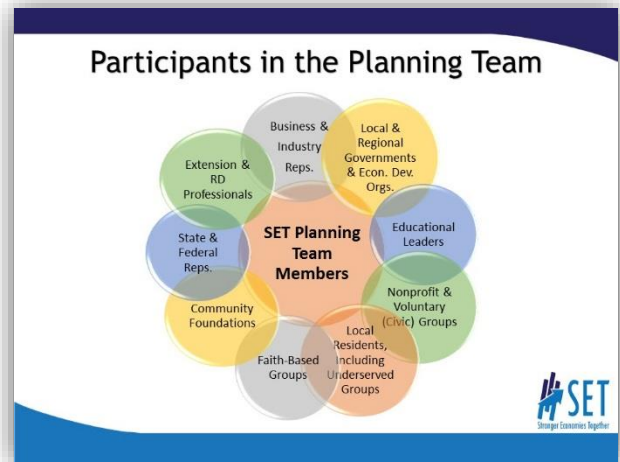 Participants in the Planning Team
Business &
Industry
Reps.
Local &
Regional
Governments
& Econ. Dev.
Orgs.
Educational
Leaders
Nonprofit &
Voluntary
(Civic) Groups
Local
Residents,
Including
Underserved
Groups
Faith-Based
Groups
Community
Foundations
State &
Federal
Reps.
Extension &
RD
Professionals
SET Planning
Team
Members
SET
Stronger Economies Together